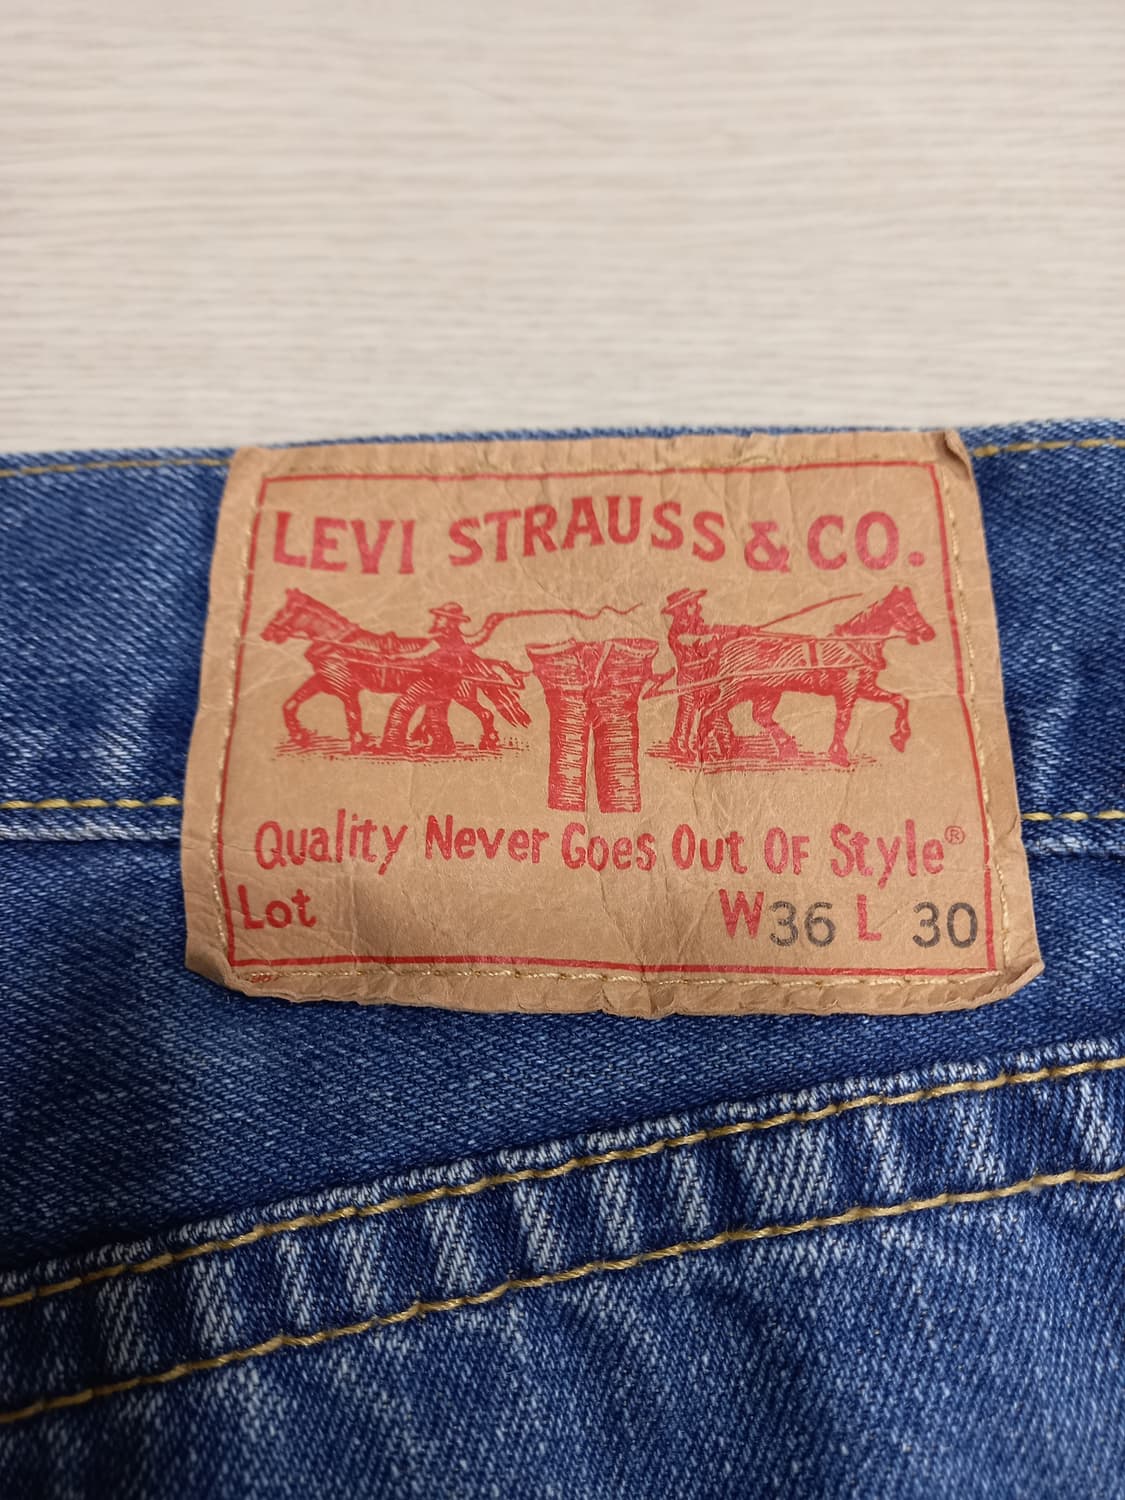 LEVI STRAUSS & CO.
Quality Never Goes Out Of Style®
Lot W36 L 30